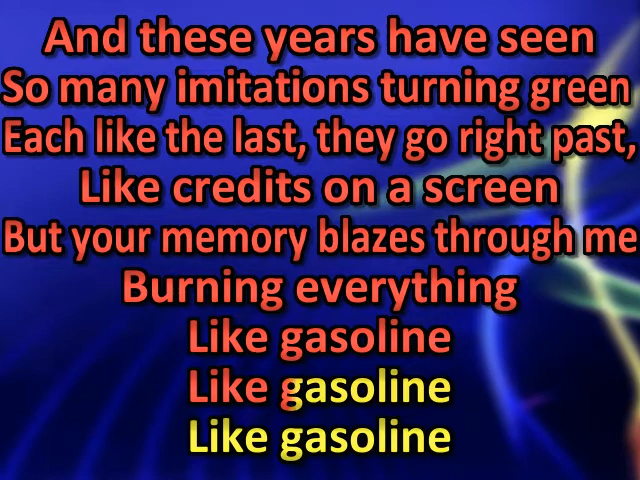 And these years have seen
So many imitations turning green
Each like the last, they go right past,
Like credits on a screen
But your memory blazes through me
Burning everything
Like gasoline
Like gasoline
Like gasoline